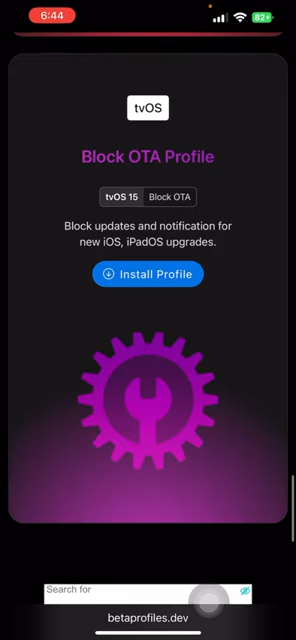 6:44
82+
tvOS
Block OTA Profile
tvOS 15 Block OTA
Block updates and notification for
new iOS, iPadOS upgrades.
Install Profile
Search for
betaprofiles.dev